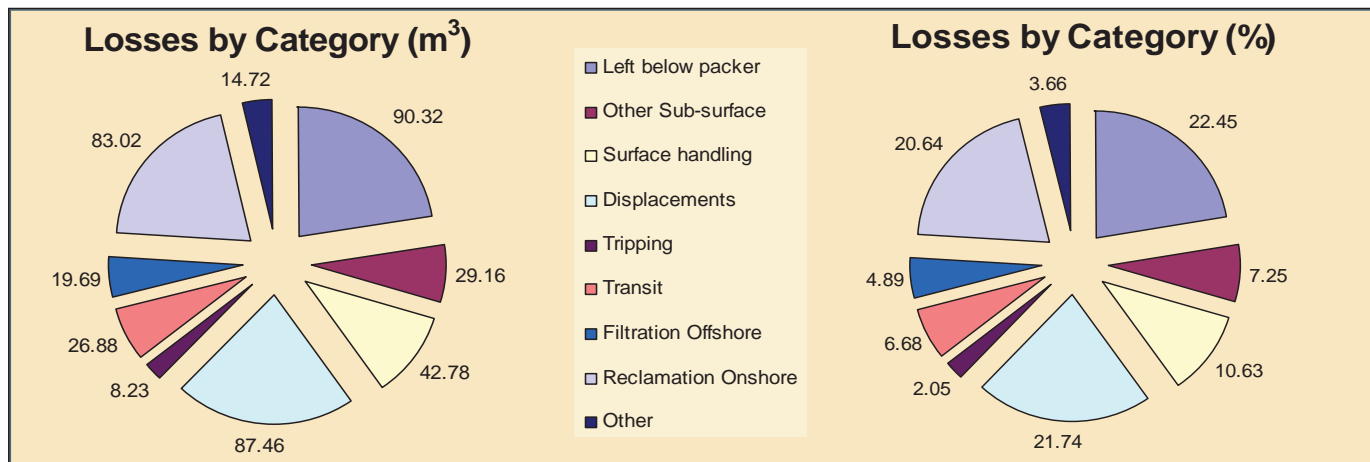 Losses by Category (m³)
14.72
90.32
83.02
29.16
19.69
26.88
42.78
8.23
87.46
Left below packer
Other Sub-surface
Surface handling
Displacements
Tripping
Transit
Filtration Offshore
Reclamation Onshore
Other
Losses by Category (%)
3.66
22.45
20.64
7.25
4.89
6.68
10.63
2.05
21.74